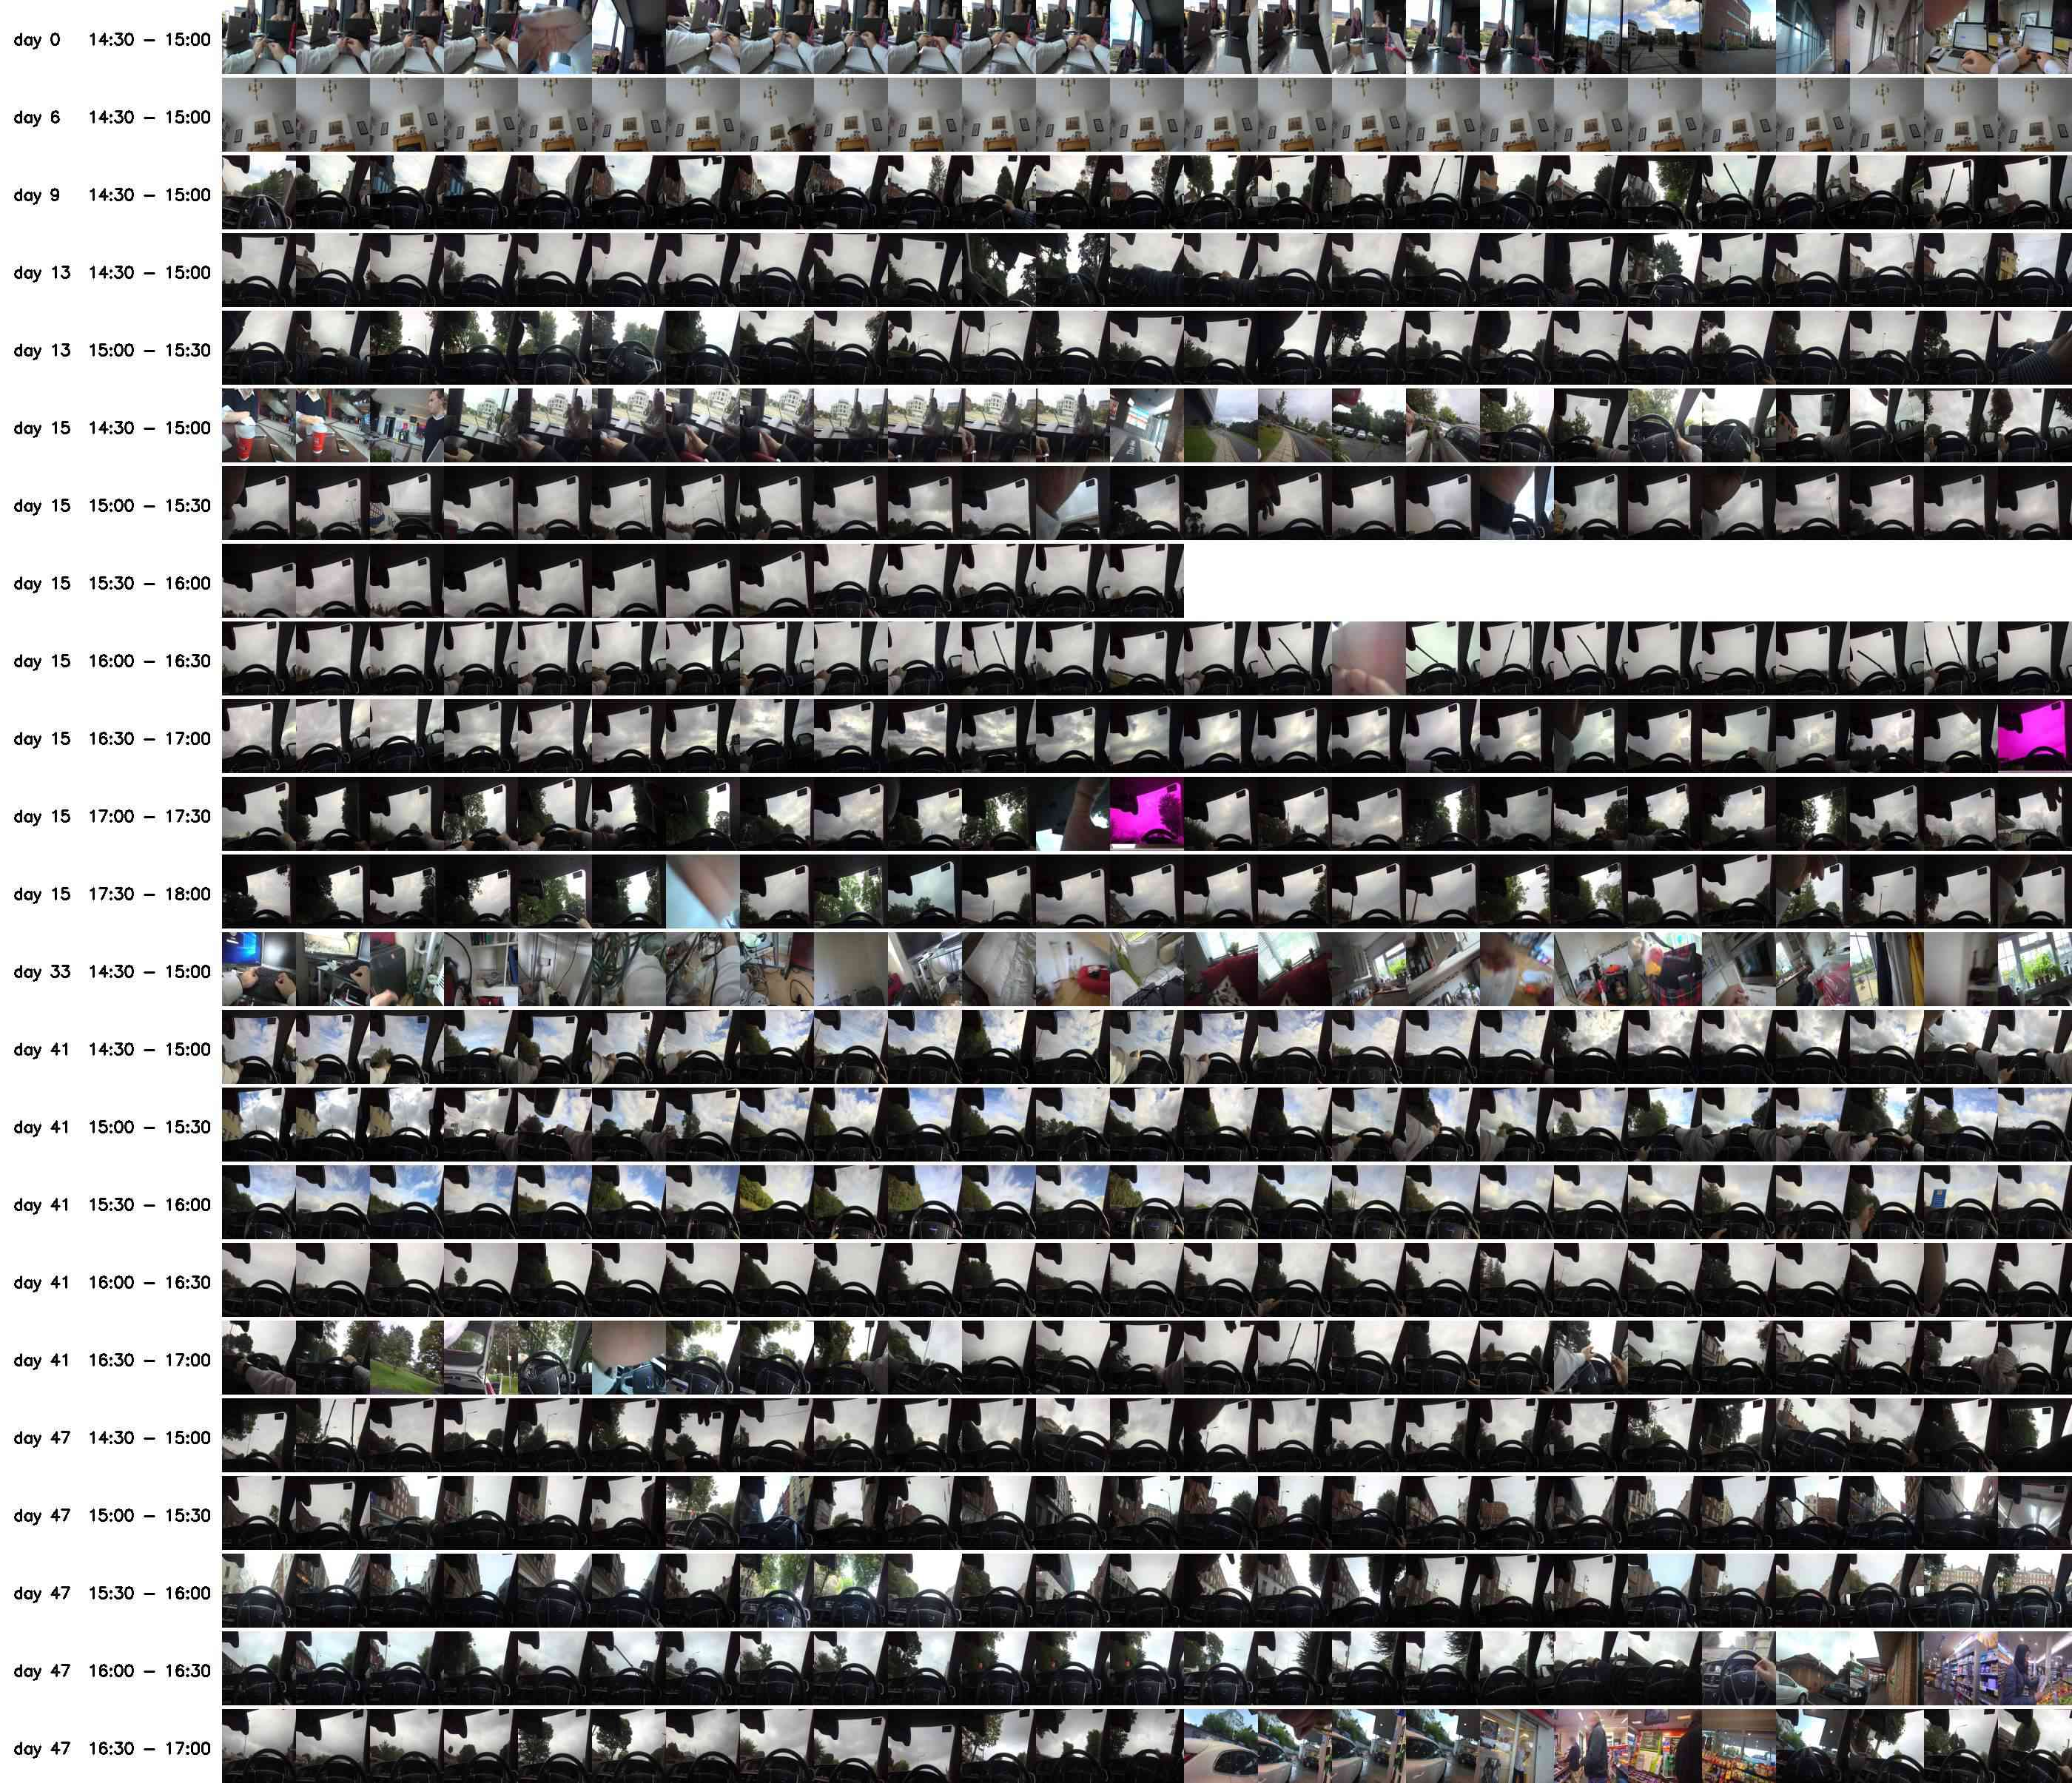 day 0 14:30 – 15:00
day 6 14:30 – 15:00
day 9 14:30 – 15:00
day 13 14:30 – 15:00
day 13 15:00 – 15:30
day 15 14:30 – 15:00
day 15 15:00 – 15:30
day 15 15:30 – 16:00
day 15 16:00 – 16:30
day 15 16:30 – 17:00
day 15 17:00 – 17:30
day 15 17:30 – 18:00
day 33 14:30 – 15:00
day 41 14:30 – 15:00
day 41 15:00 – 15:30
day 41 15:30 – 16:00
day 41 16:00 – 16:30
day 41 16:30 – 17:00
day 47 14:30 – 15:00
day 47 15:00 – 15:30
day 47 15:30 – 16:00
day 47 16:00 – 16:30
day 47 16:30 – 17:00